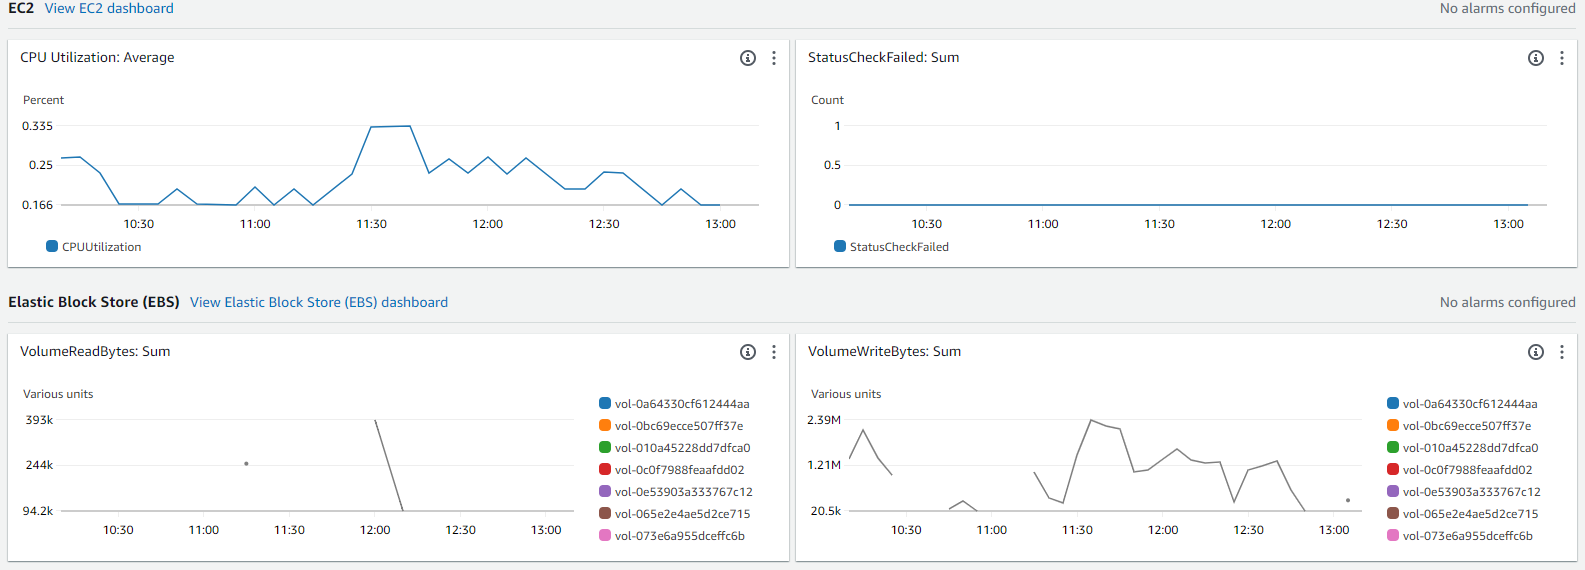 EC2 View EC2 dashboard No alarms configured
CPU Utilization: Average
Percent
0.335
0.25
0.166
10:30 11:00 11:30 12:00 12:30 13:00
CPUUtilization
StatusCheckFailed: Sum
Count
1
0.5
0
10:30 11:00 11:30 12:00 12:30 13:00
StatusCheckFailed
Elastic Block Store (EBS) View Elastic Block Store (EBS) dashboard No alarms configured
VolumeReadBytes: Sum
Various units
393k
244k
94.2k
10:30 11:00 11:30 12:00 12:30 13:00
vol-0a64330cf612444aa
vol-0bc69ecce507ff37e
vol-010a45228dd7dfca0
vol-0c0f7988feaafdd02
vol-0e53903a333767c12
vol-065e2e4ae5d2ce715
vol-073e6a955dceffc6b
VolumeWriteBytes: Sum
Various units
2.39M
1.21M
20.5k
10:30 11:00 11:30 12:00 12:30 13:00
vol-0a64330cf612444aa
vol-0bc69ecce507ff37e
vol-010a45228dd7dfca0
vol-0c0f7988feaafdd02
vol-0e53903a333767c12
vol-065e2e4ae5d2ce715
vol-073e6a955dceffc6b